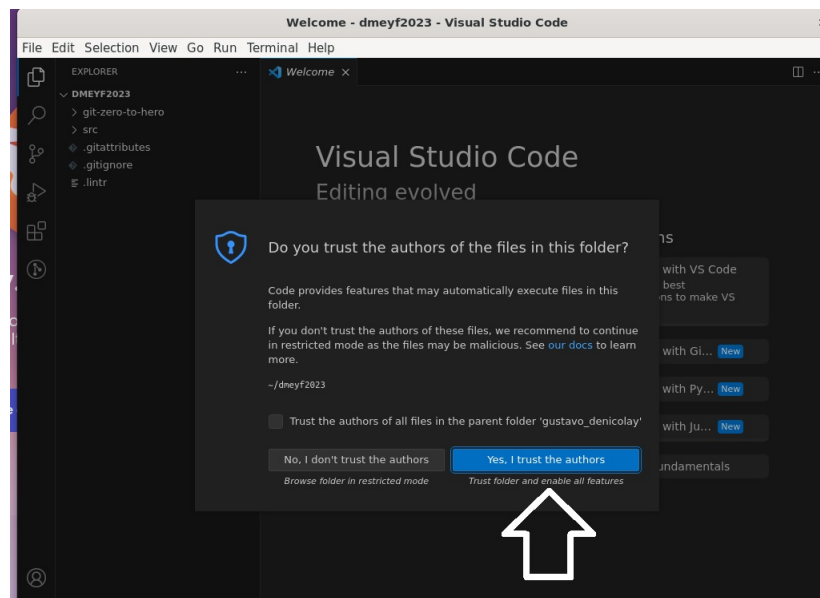 Welcome - dmeyf2023 - Visual Studio Code
File Edit Selection View Go Run Terminal Help
EXPLORER ...
Welcome
DMEYF2023
git-zero-to-hero
src
.gitattributes
.gitignore
.lintr
Visual Studio Code
Editing evolved
Do you trust the authors of the files in this folder?
Code provides features that may automatically execute files in this
folder.
If you don't trust the authors of these files, we recommend to continue
in restricted mode as the files may be malicious. See our docs to learn
more.
~/dmeyf2023
Trust the authors of all files in the parent folder 'gustavo_denicolay'
No, I don't trust the authors
Yes, I trust the authors
Browse folder in restricted mode
Trust folder and enable all features
with VS Code
best
to make VS
with Gi... New
with Py... New
with Ju... New